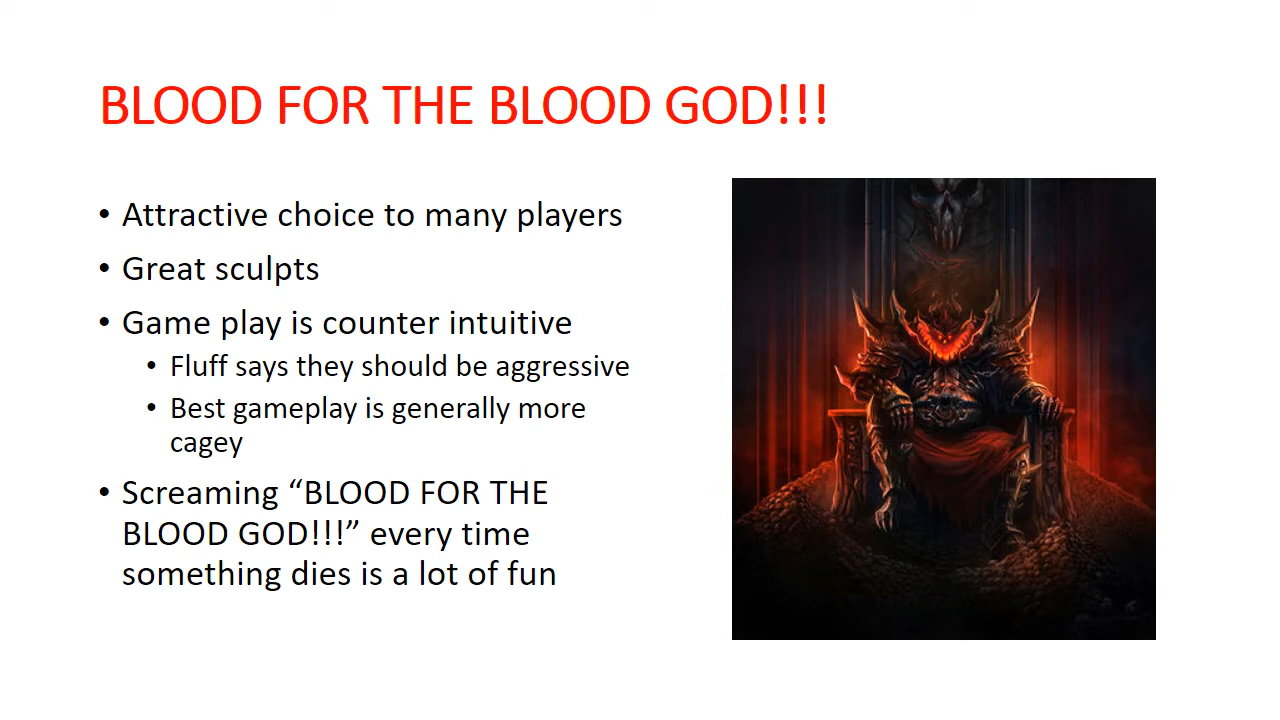 BLOOD FOR THE BLOOD GOD!!!
• Attractive choice to many players
• Great sculpts
• Game play is counter intuitive
• Fluff says they should be aggressive
• Best gameplay is generally more
cagey
• Screaming “BLOOD FOR THE
BLOOD GOD!!!” every time
something dies is a lot of fun